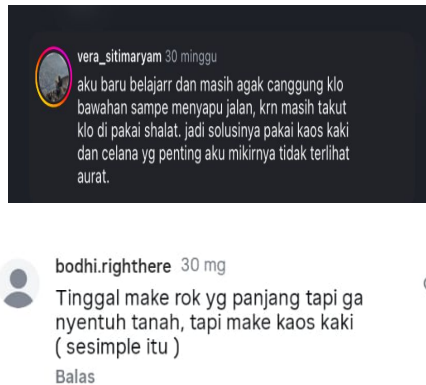 vera_sitimaryam 30 minggu
aku baru belajarr dan masih agak canggung klo
bawahan sampe menyapu jalan, krn masih takut
klo di pakai shalat. jadi solusinya pakai kaos kaki
dan celana yg penting aku mikirnya tidak terlihat
aurat.
bodhi.righthere 30 mg
Tinggal make rok yg panjang tapi ga
nyentuh tanah, tapi make kaos kaki
( sesimple itu )
Balas